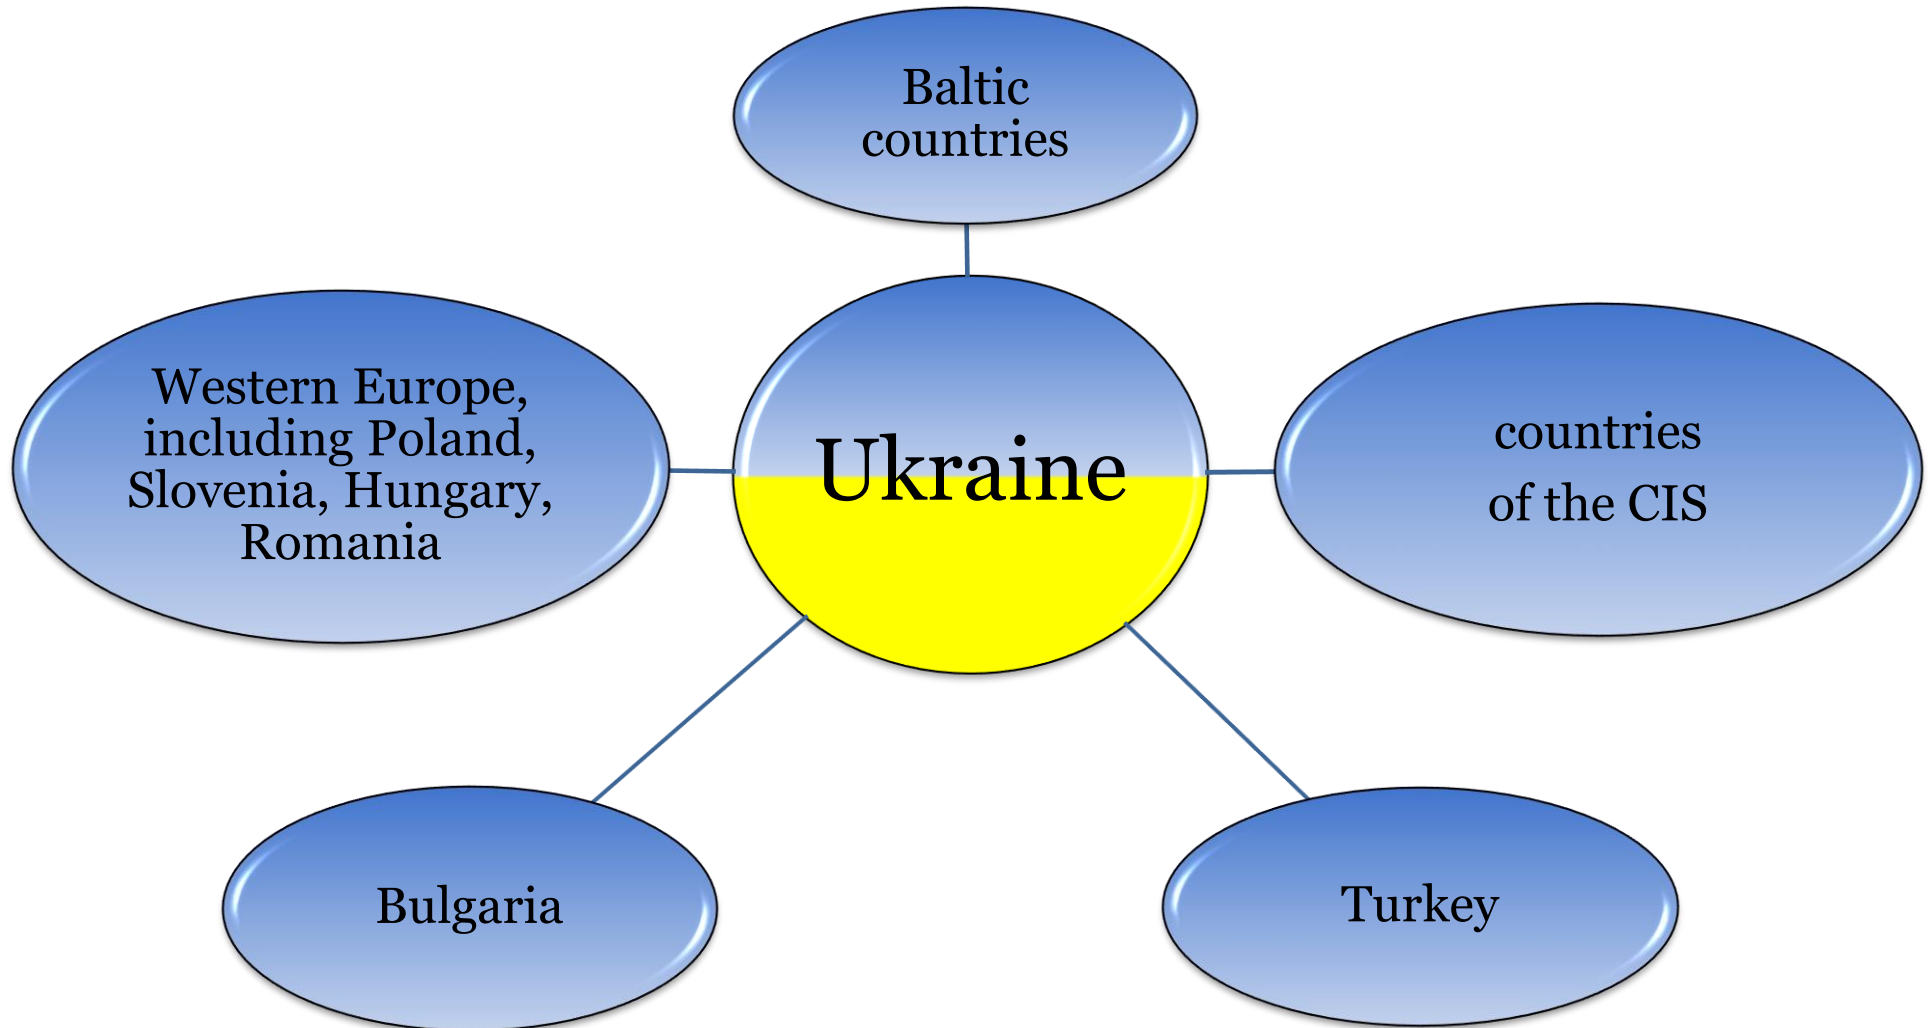 Baltic
countries
Western Europe,
including Poland,
Slovenia, Hungary,
Romania
Ukraine
countries
of the CIS
Bulgaria
Turkey